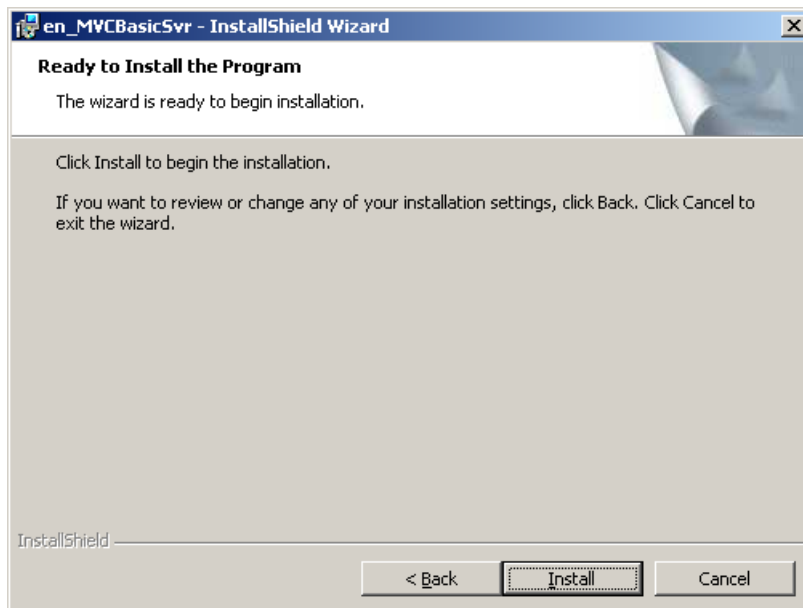 en_MVCBasicSvr - InstallShield Wizard
Ready to Install the Program
The wizard is ready to begin installation.
Click Install to begin the installation.
If you want to review or change any of your installation settings, click Back. Click Cancel to
exit the wizard.
InstallShield
< Back
Install
Cancel